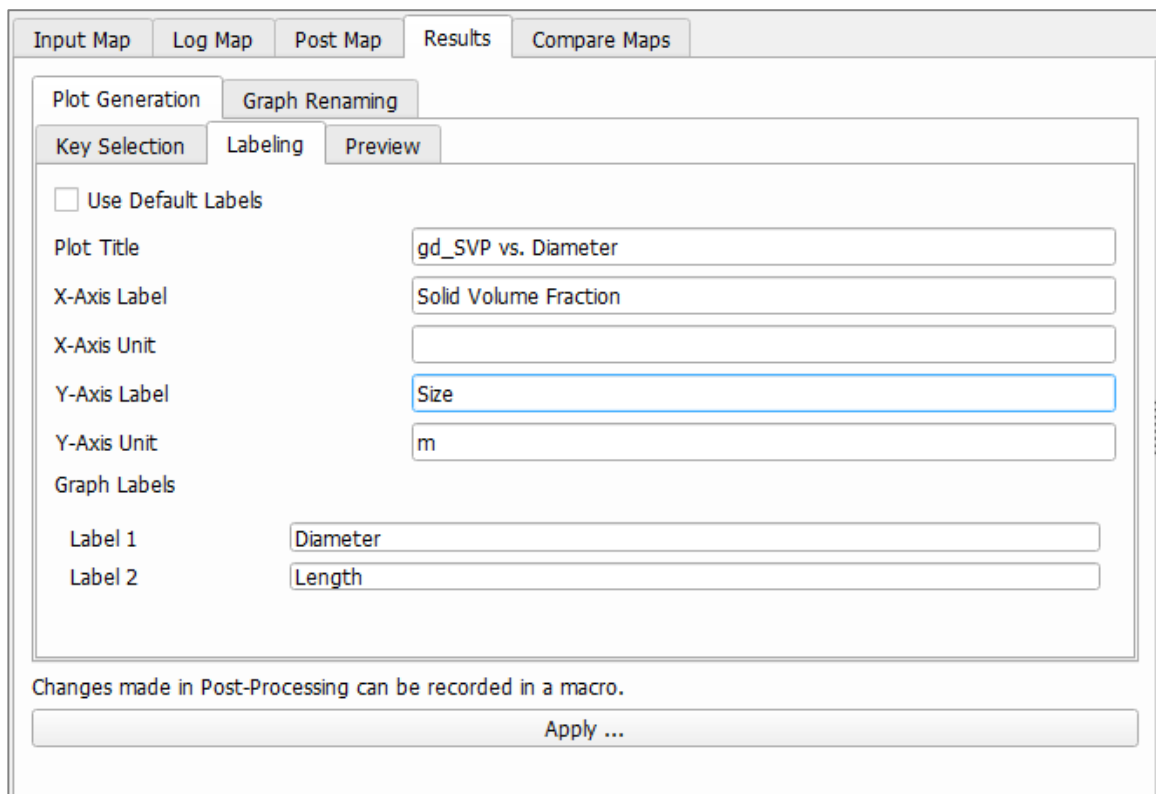 Input Map Log Map Post Map Results Compare Maps
Plot Generation Graph Renaming
Key Selection Labeling Preview
Use Default Labels
Plot Title gd_SVP vs. Diameter
X-Axis Label Solid Volume Fraction
X-Axis Unit
Y-Axis Label Size
Y-Axis Unit m
Graph Labels
Label 1 Diameter
Label 2 Length
Changes made in Post-Processing can be recorded in a macro.
Apply ...